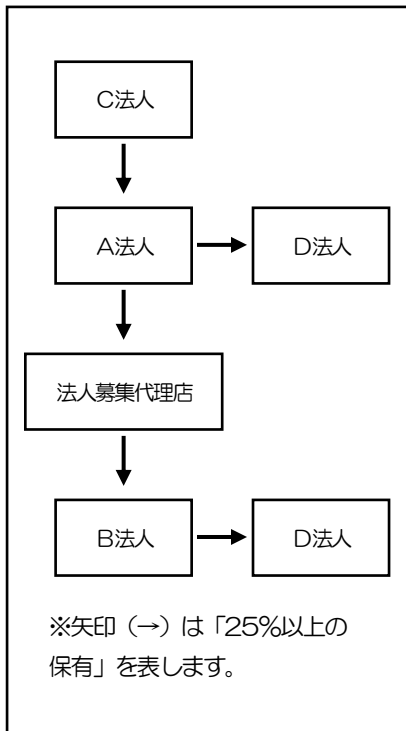 C法人
A法人
D法人
法人募集代理店
B法人
D法人
※矢印（→）は「25%以上の
保有」を表します。